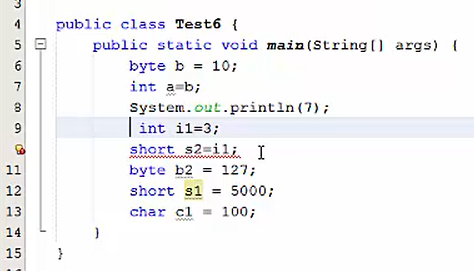 3
4 public class Test6 {
5 public static void main(String[] args) {
6 byte b = 10;
7 int a=b;
8 System.out.println(7);
9 int i1=3;
short s2=i1;
11 byte b2 = 127;
12 short s1 = 5000;
13 char c1 = 100;
14 }
15 }